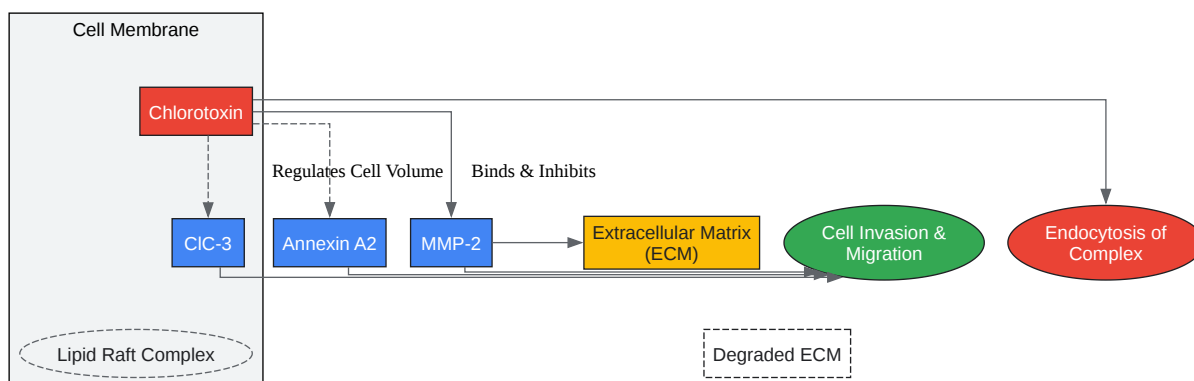 Cell Membrane
Chlorotoxin
Regulates Cell Volume
Binds & Inhibits
ClC-3
Annexin A2
MMP-2
Extracellular Matrix
(ECM)
Cell Invasion &
Migration
Endocytosis of
Complex
Lipid Raft Complex
Degraded ECM